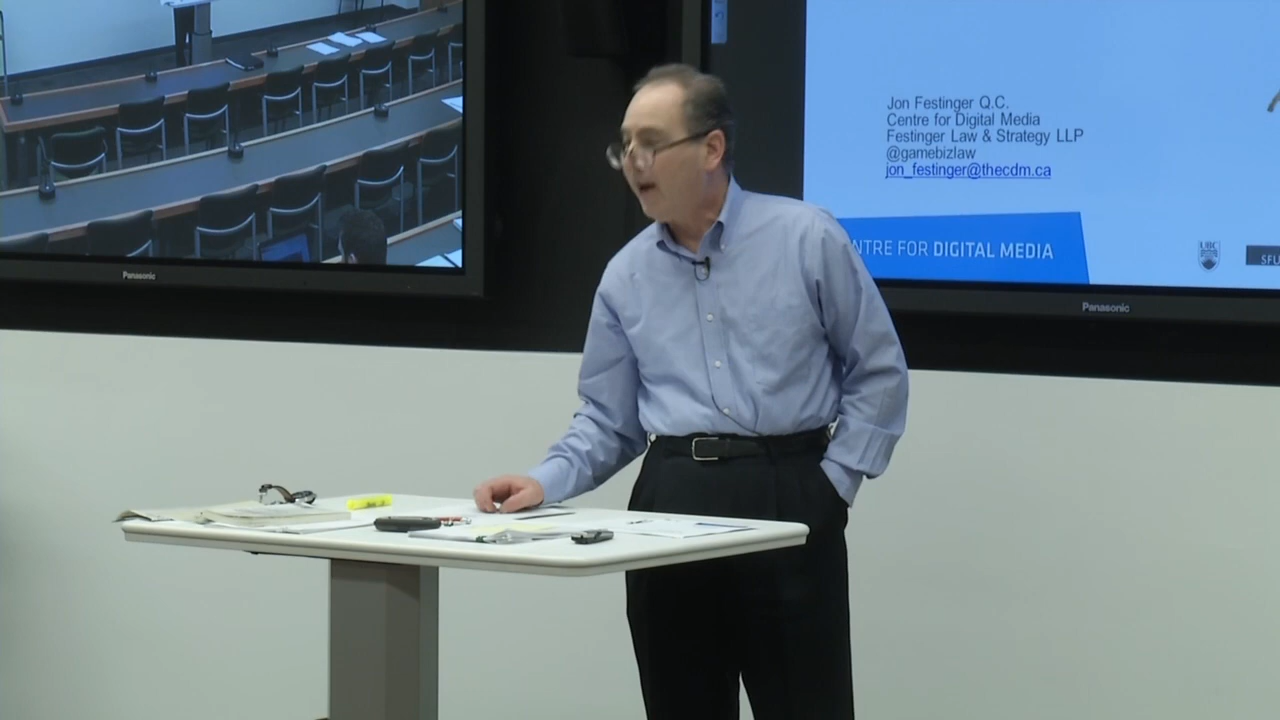 Jon Festinger Q.C.
Centre for Digital Media
Festinger Law & Strategy LLP
@gamebizlaw
jon_festinger@thecdm.ca
NTRE FOR DIGITAL MEDIA
UBC
SFU
Panasonic
Panasonic